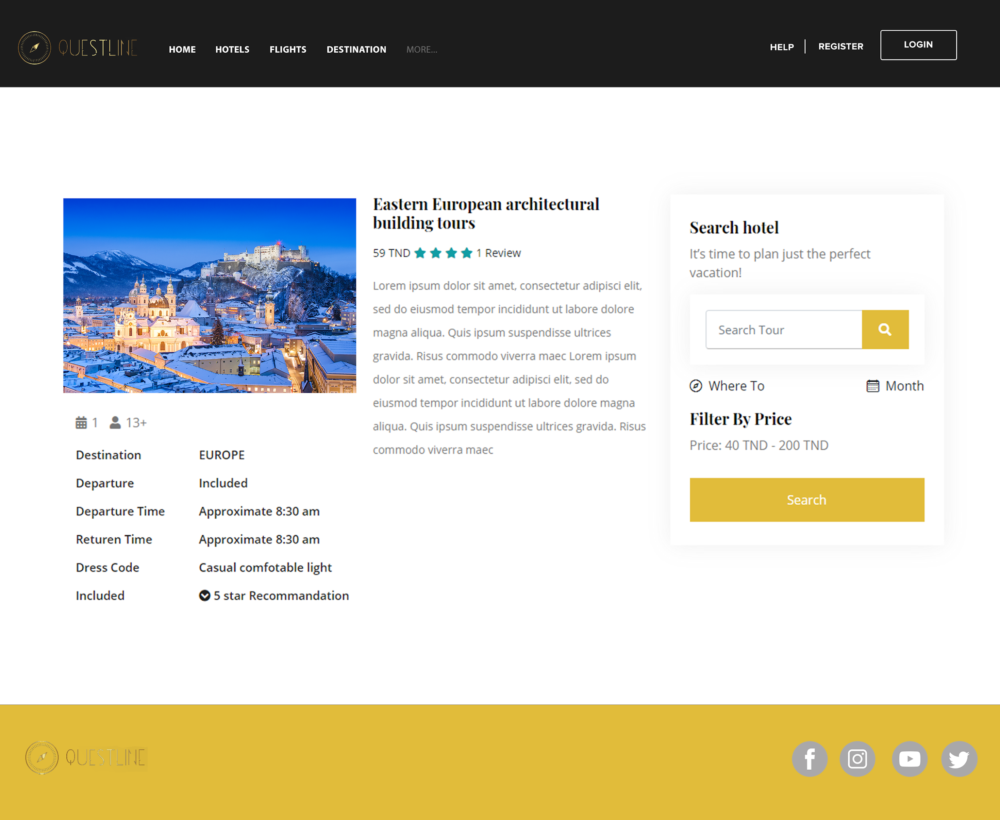 QUESTLINE
HOME HOTELS FLIGHTS DESTINATION MORE...
HELP REGISTER LOGIN
Eastern European architectural
building tours
59 TND 1 Review
Lorem ipsum dolor sit amet, consectetur adipisci elit,
sed do eiusmod tempor incididunt ut labore dolore
magna aliqua. Quis ipsum suspendisse ultrices
gravida. Risus commodo viverra maec Lorem ipsum
dolor sit amet, consectetur adipisci elit, sed do
eiusmod tempor incididunt ut labore dolore magna
aliqua. Quis ipsum suspendisse ultrices gravida. Risus
commodo viverra maec
1 13+
Destination EUROPE
Departure Included
Departure Time Approximate 8:30 am
Returen Time Approximate 8:30 am
Dress Code Casual comfotable light
Included 5 star Recommandation
Search hotel
It's time to plan just the perfect
vacation!
Search Tour
Where To Month
Filter By Price
Price: 40 TND - 200 TND
Search
QUESTLINE